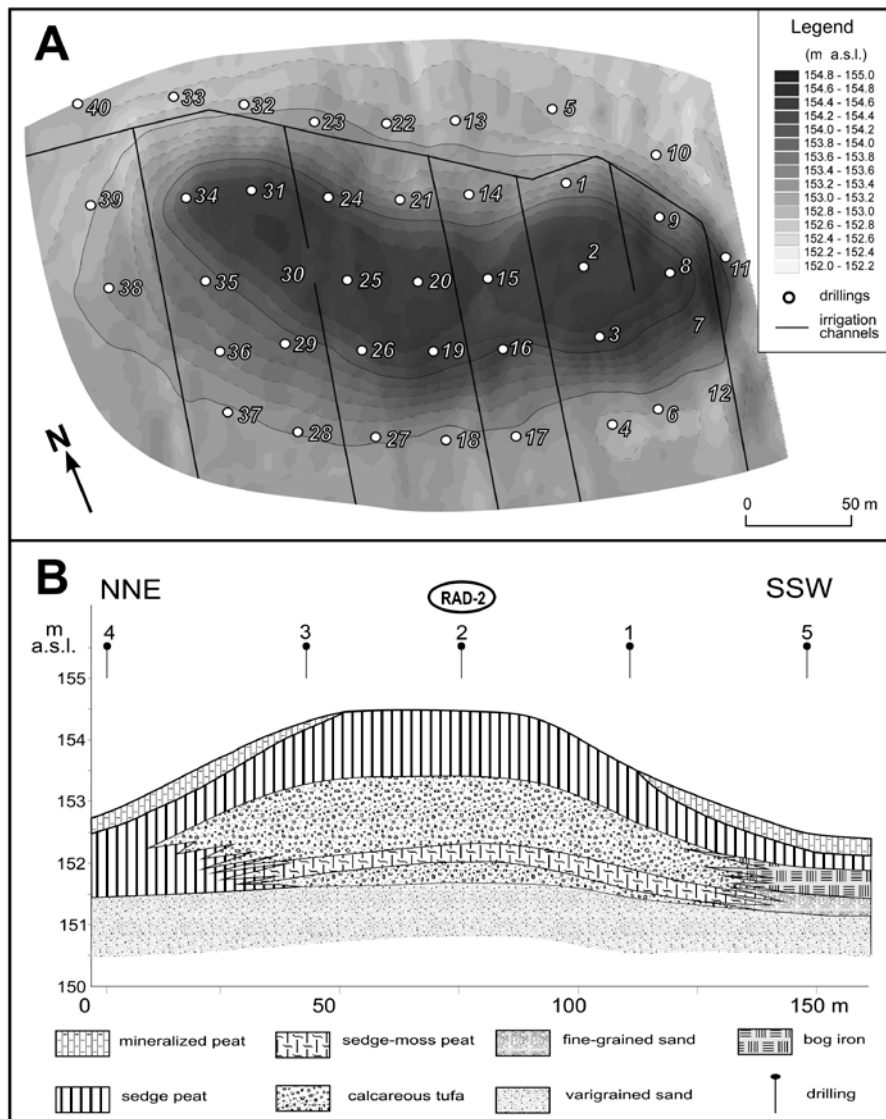 A
Legend
(m a.s.l.)
154.8 - 155.0
154.6 - 154.8
154.4 - 154.6
154.2 - 154.4
154.0 - 154.2
153.8 - 154.0
153.6 - 153.8
153.4 - 153.6
153.2 - 153.4
153.0 - 153.2
152.8 - 153.0
152.6 - 152.8
152.4 - 152.6
152.2 - 152.4
152.0 - 152.2
drillings
irrigation
channels
40 33 32 23 22 13 5
10
39 34 31 24 21 14 1 9
38 35 30 25 20 15 2 8 11
36 29 26 19 16 3 7
37 28 27 18 17 4 6 12
N
0 50 m
B
NNE RAD-2 SSW
m
a.s.l.
4 3 2 1 5
155
154
153
152
151
150
0 50 100 150 m
mineralized peat sedge-moss peat fine-grained sand bog iron
sedge peat calcareous tufa varigrained sand drilling